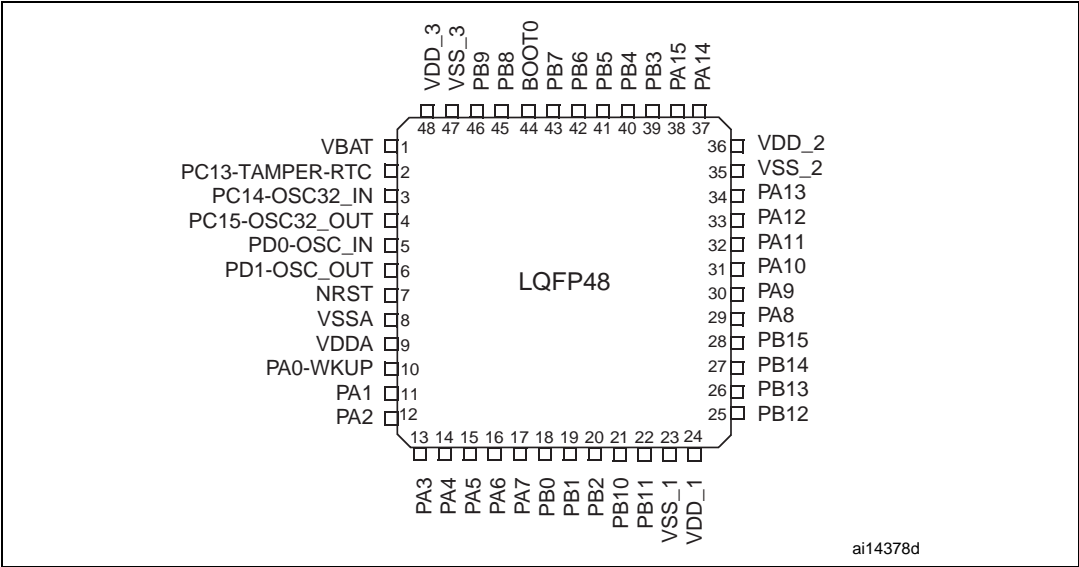 VDD_3
VSS_3
PB9
PB8
BOOT0
PB7
PB6
PB5
PB4
PB3
PA15
PA14
48 47 46 45 44 43 42 41 40 39 38 37
VBAT 1
PC13-TAMPER-RTC 2
PC14-OSC32_IN 3
PC15-OSC32_OUT 4
PD0-OSC_IN 5
PD1-OSC_OUT 6
NRST 7
VSSA 8
VDDA 9
PA0-WKUP 10
PA1 11
PA2 12
LQFP48
36 VDD_2
35 VSS_2
34 PA13
33 PA12
32 PA11
31 PA10
30 PA9
29 PA8
28 PB15
27 PB14
26 PB13
25 PB12
13 14 15 16 17 18 19 20 21 22 23 24
PA3
PA4
PA5
PA6
PA7
PB0
PB1
PB2
PB10
PB11
VSS_1
VDD_1
ai14378d